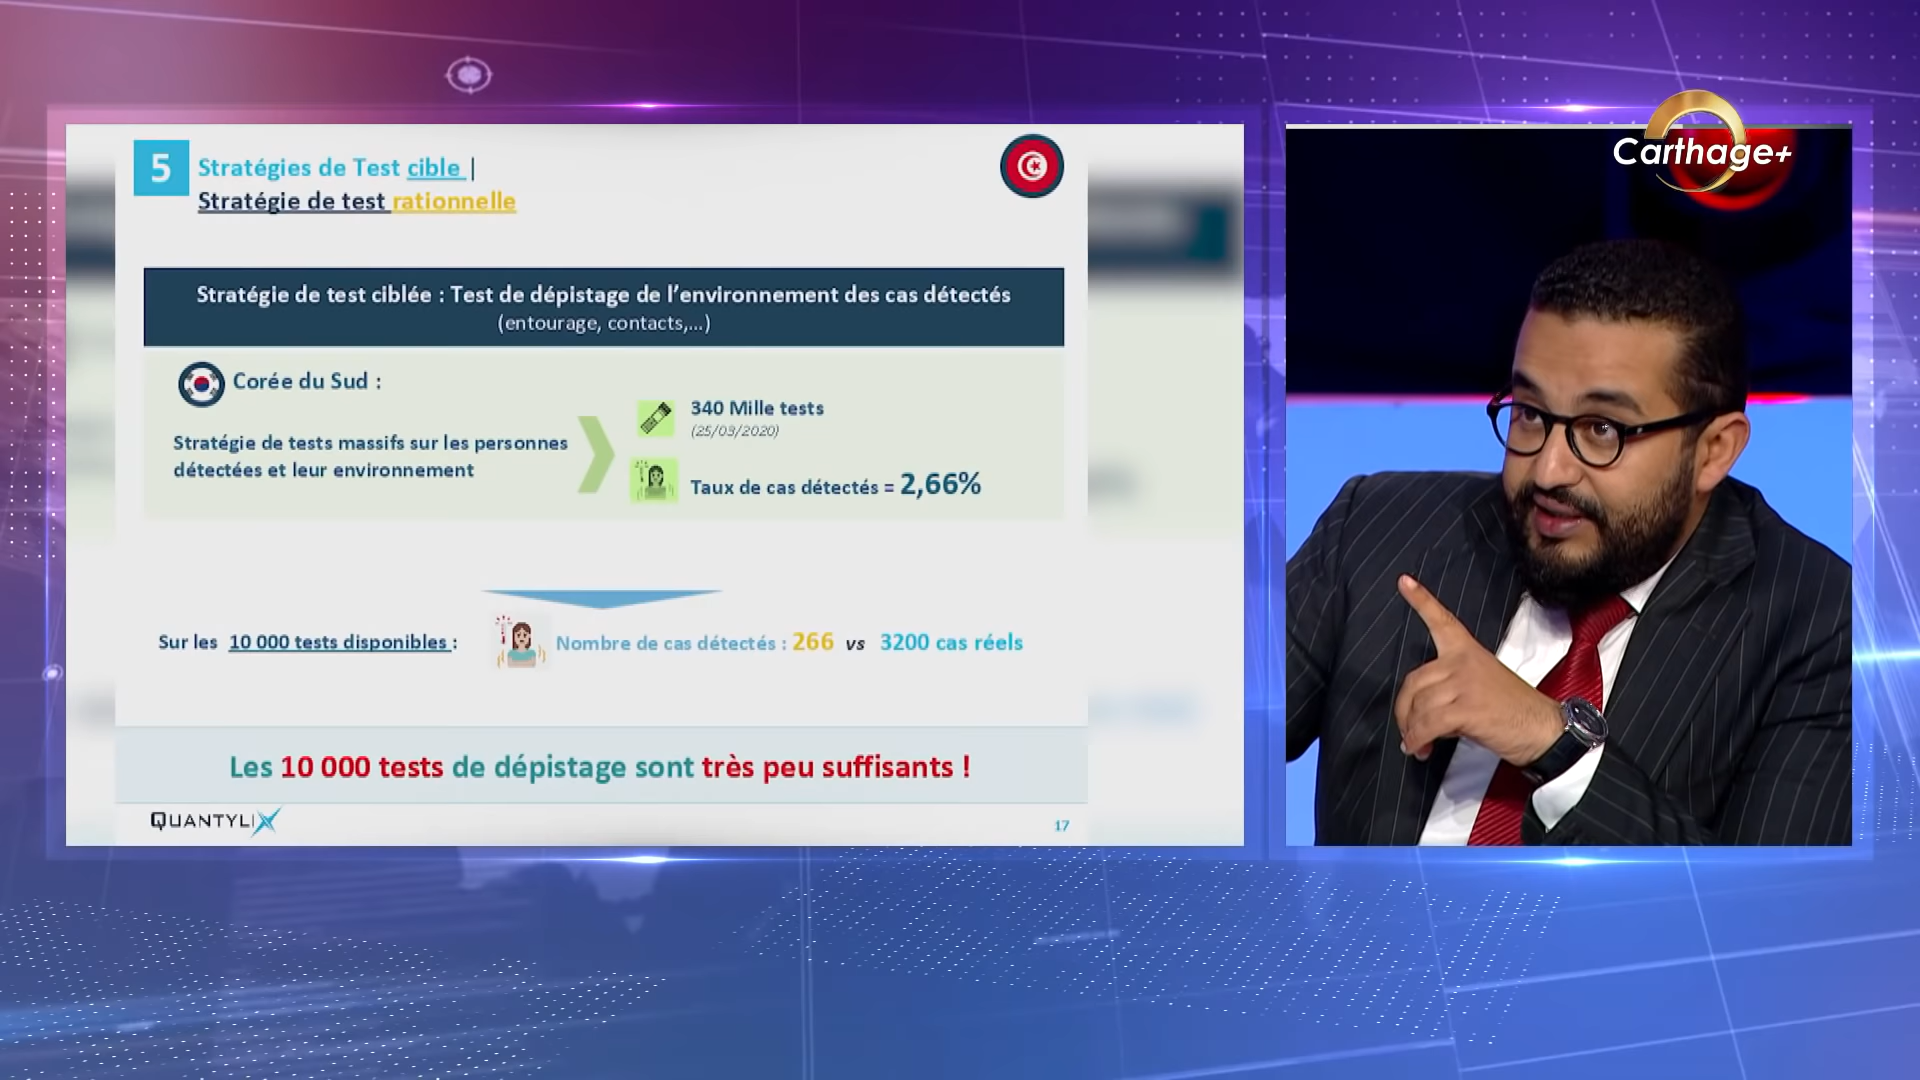 5
Stratégies de Test cible |
Stratégie de test rationnelle
Stratégie de test ciblée : Test de dépistage de l'environnement des cas détectés
(entourage, contacts,...)
Corée du Sud :
Stratégie de tests massifs sur les personnes
détectées et leur environnement
340 Mille tests
(25/03/2020)
Taux de cas détectés = 2,66%
Sur les 10 000 tests disponibles :
Nombre de cas détectés : 266 vs 3200 cas réels
Les 10 000 tests de dépistage sont très peu suffisants !
QUANTYLIX
17
Carthage+